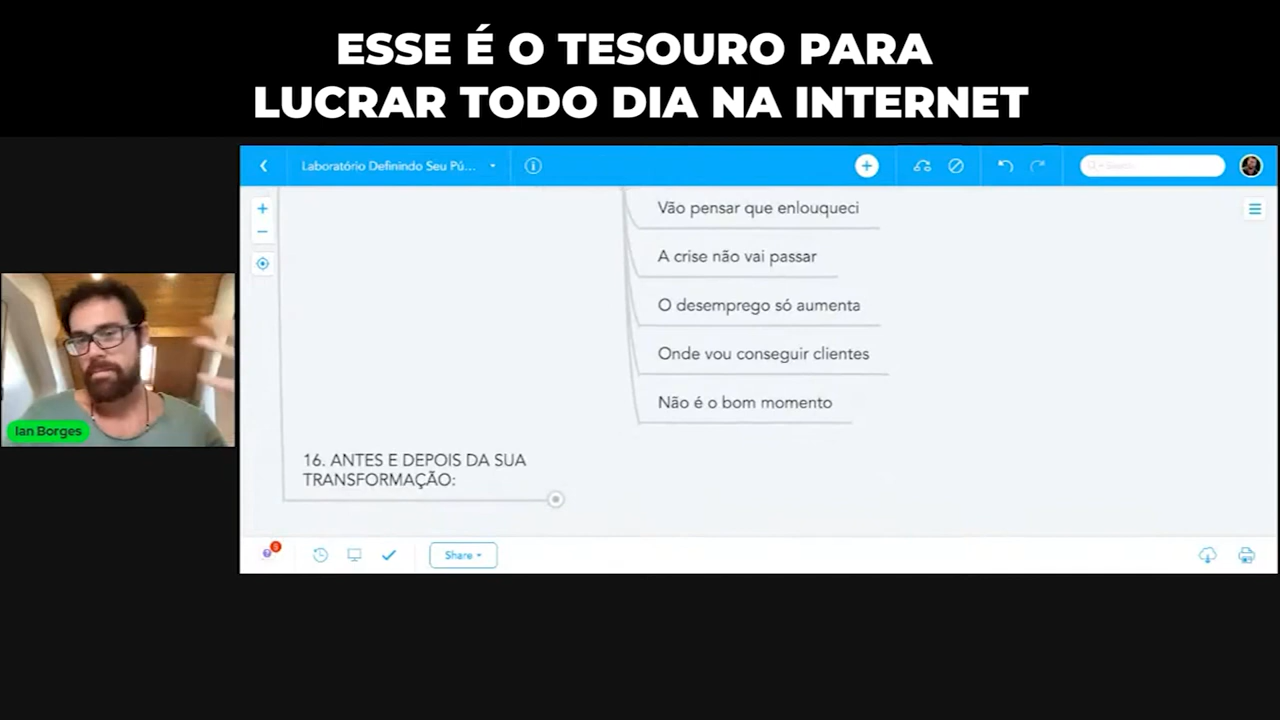 ESSE É O TESOURO PARA
LUCRAR TODO DIA NA INTERNET
Laboratório Definindo Seu Pú...
Vão pensar que enlouqueci
A crise não vai passar
O desemprego só aumenta
Onde vou conseguir clientes
Não é o bom momento
Ian Borges
16. ANTES E DEPOIS DA SUA
TRANSFORMAÇÃO:
Share